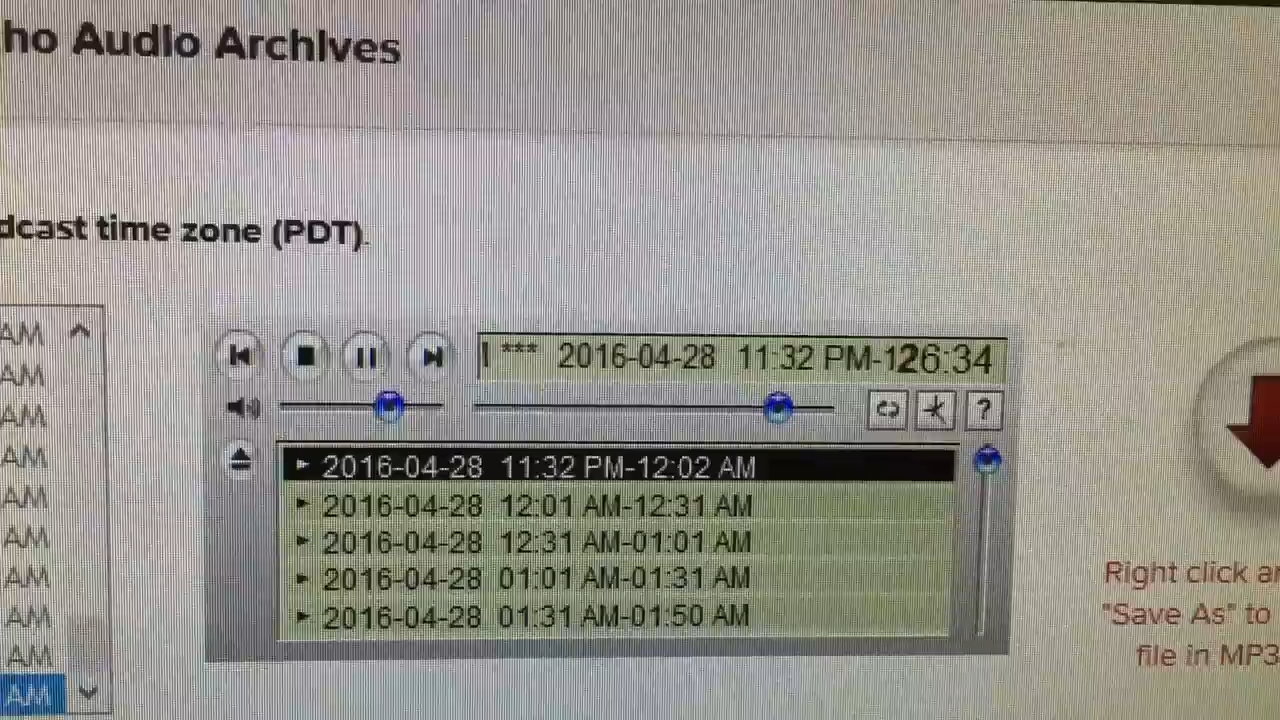 ho Audio Archives
dcast time zone (PDT).
AM
AM
AM
AM
AM
AM
AM
AM
AM
AM
*** 2016-04-28 11:32 PM-126:34
?
2016-04-28 11:32 PM-12:02 AM
2016-04-28 12:01 AM-12:31 AM
2016-04-28 12:31 AM-01:01 AM
2016-04-28 01:01 AM-01:31 AM
2016-04-28 01:31 AM-01:50 AM
Right click an
"Save As" to
file in MP3